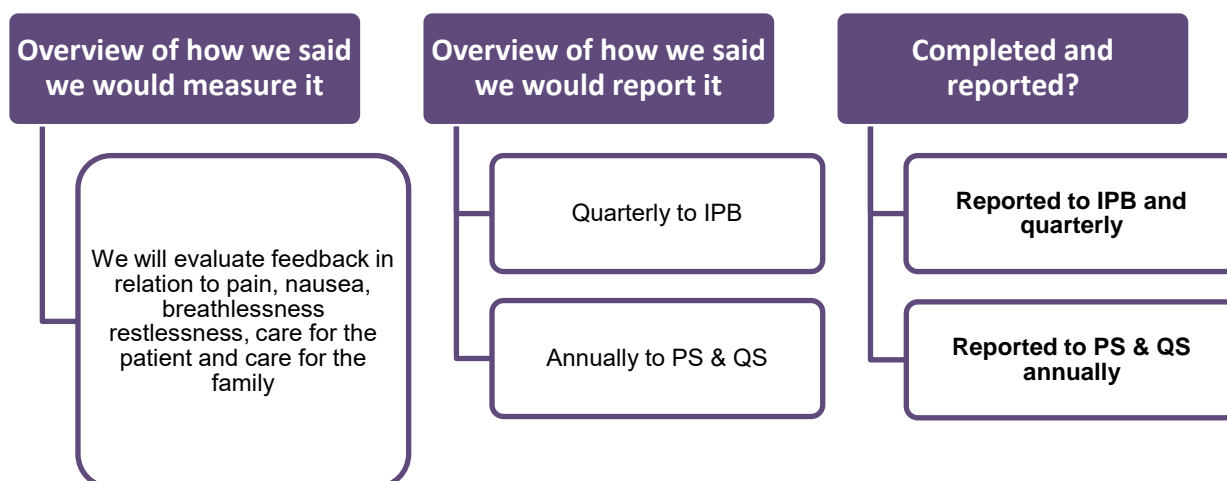 Overview of how we said
we would measure it
We will evaluate feedback in
relation to pain, nausea,
breathlessness
restlessness, care for the
patient and care for the
family
Overview of how we said
we would report it
Quarterly to IPB
Annually to PS & QS
Completed and
reported?
Reported to IPB and
quarterly
Reported to PS & QS
annually